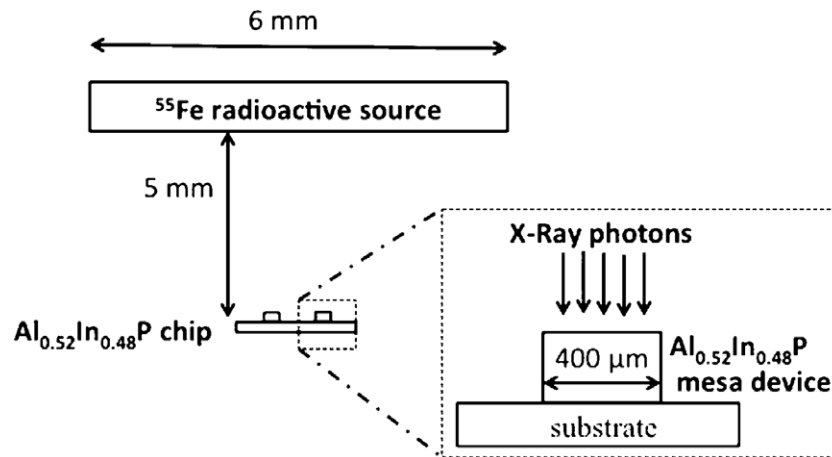 6 mm
⁵⁵Fe radioactive source
5 mm
X-Ray photons
Al₀.₅₂In₀.₄₈P chip
400 μm
Al₀.₅₂In₀.₄₈P
mesa device
substrate